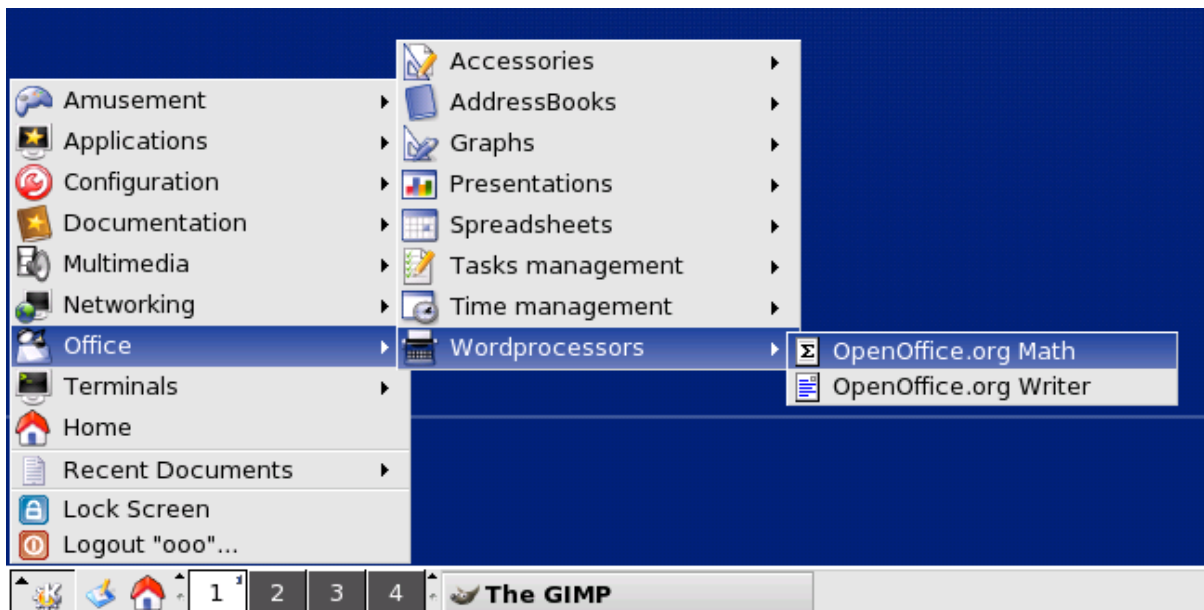 Amusement
Applications
Configuration
Documentation
Multimedia
Networking
Office
Terminals
Home
Recent Documents
Lock Screen
Logout "ooo"...
Accessories
AddressBooks
Graphs
Presentations
Spreadsheets
Tasks management
Time management
Wordprocessors
OpenOffice.org Math
OpenOffice.org Writer
1 2 3 4 The GIMP